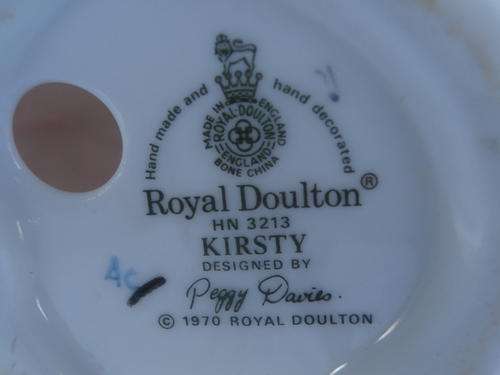 Hand made and hand decorated
MADE IN ENGLAND
ROYAL·DOULTON
ENGLAND
BONE CHINA
Royal Doulton®
HN 3213
KIRSTY
DESIGNED BY
Peggy Davies.
© 1970 ROYAL DOULTON